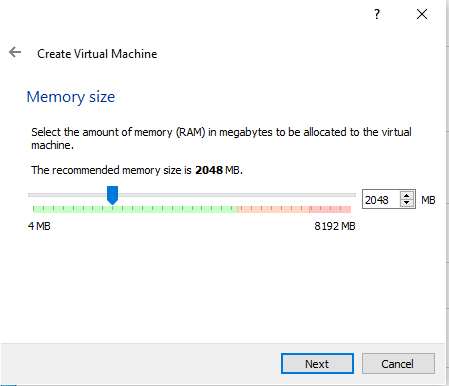 ?
Create Virtual Machine
Memory size
Select the amount of memory (RAM) in megabytes to be allocated to the virtual
machine.
The recommended memory size is 2048 MB.
2048 MB
4 MB 8192 MB
Next Cancel